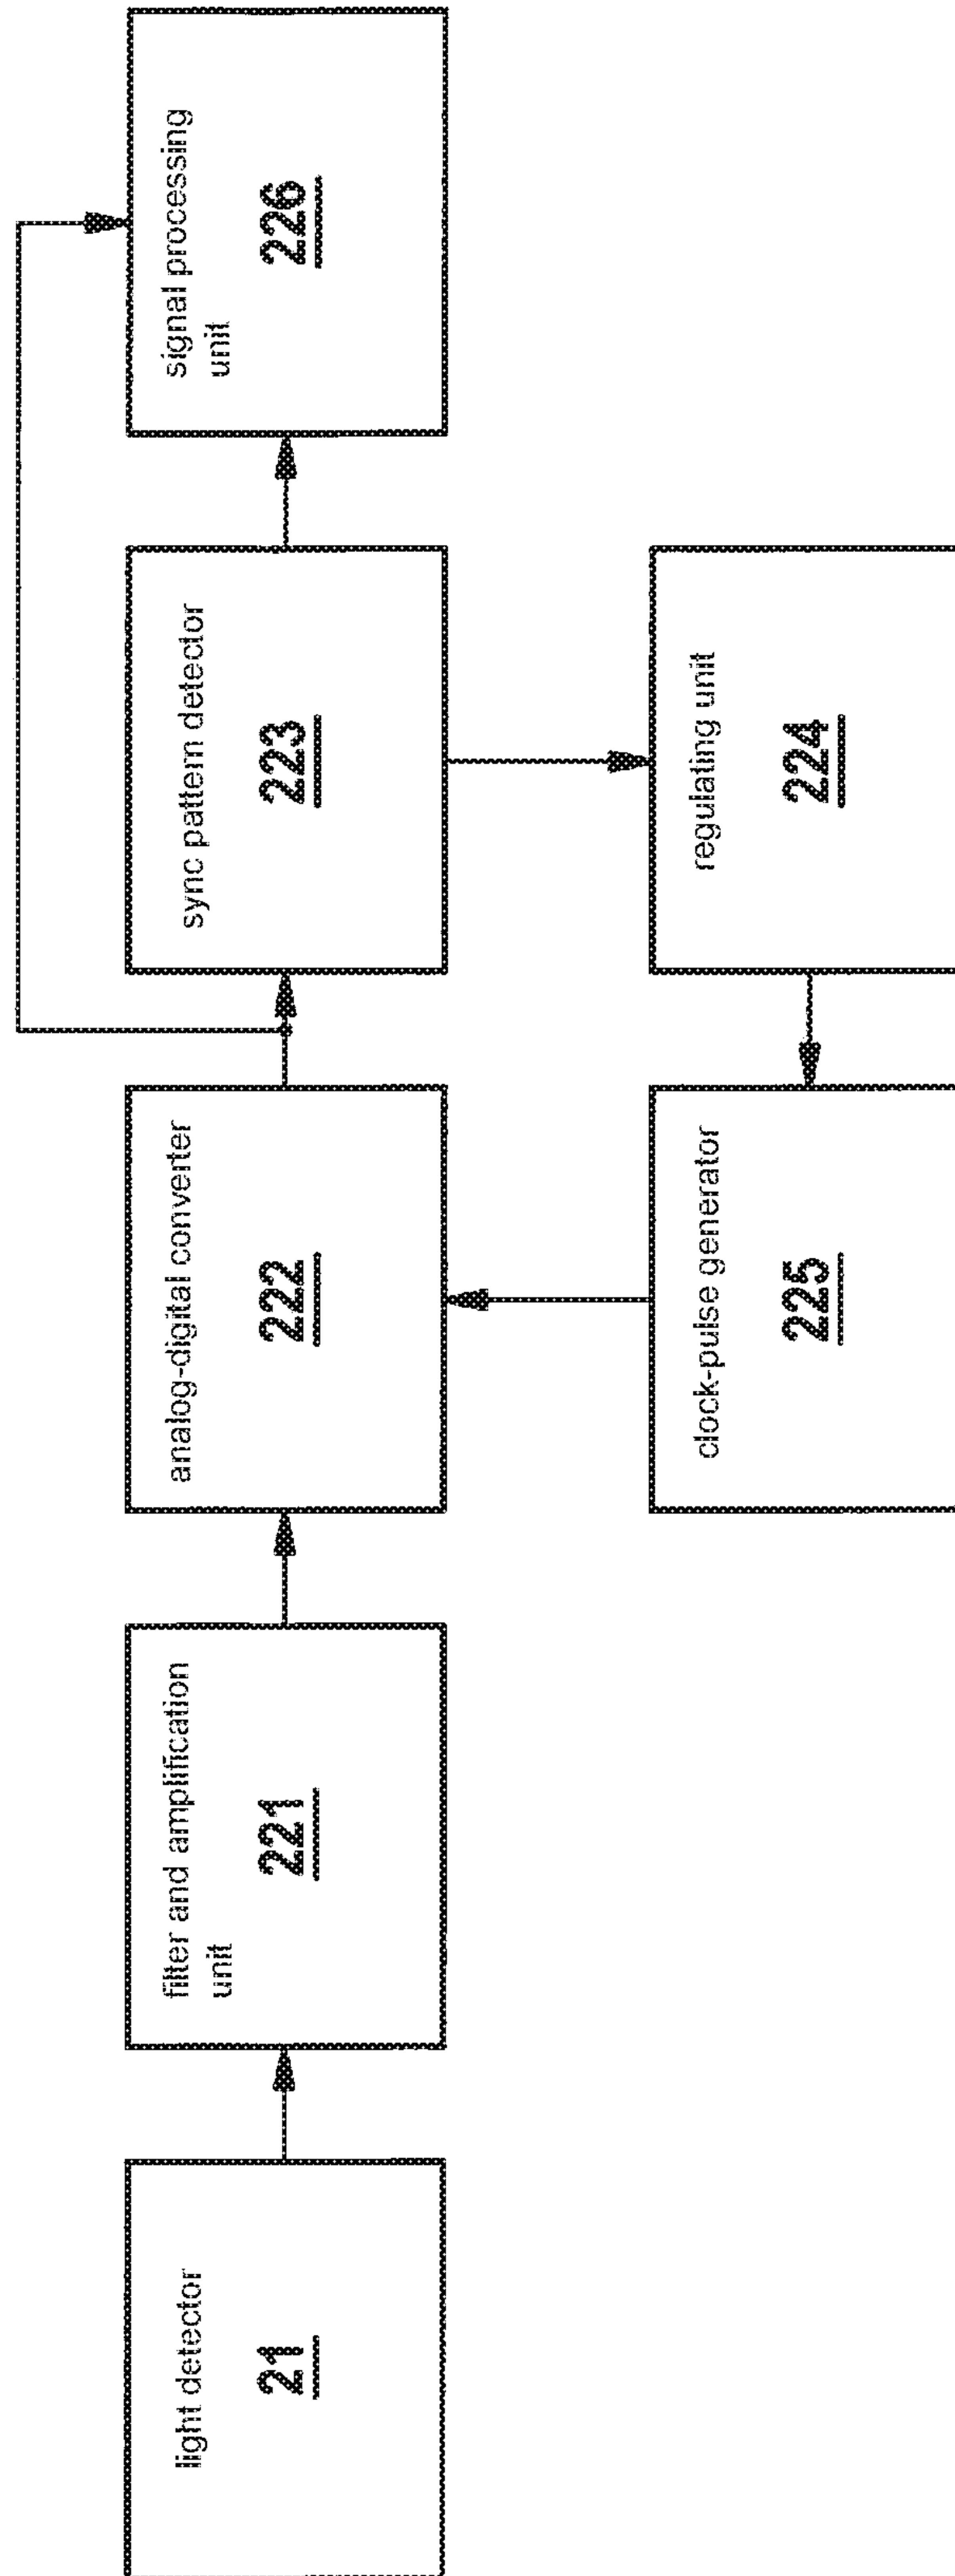 light detector
21
filter and amplification
unit
221
analog-digital converter
222
sync pattern detector
223
signal processing
unit
226
clock-pulse generator
225
regulating unit
224